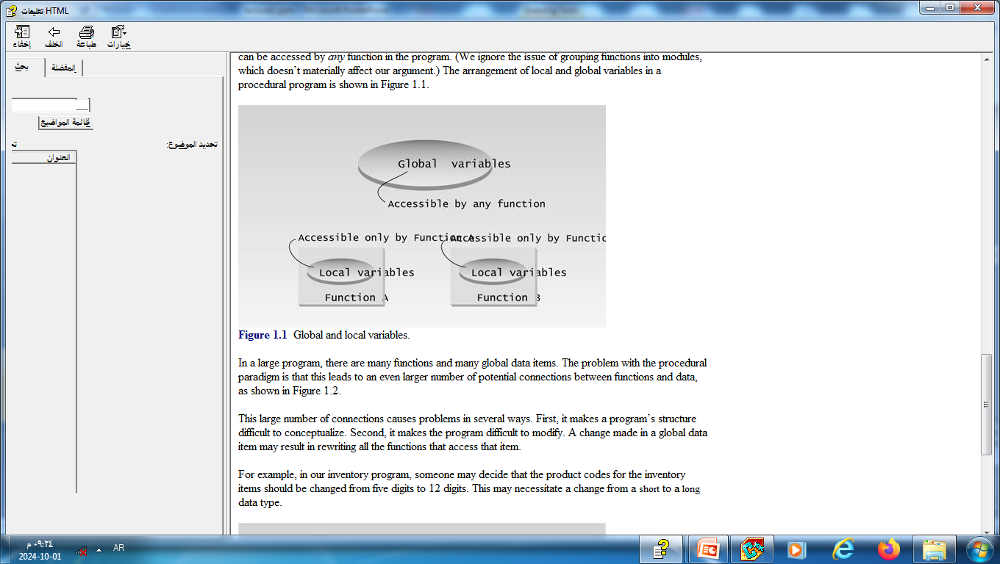 تعليمات HTML
إخفاء
الخلف
طباعة
خيارات
بحث
المفضلة
قائمة المواضيع
تحديد الموضوع:
العنوان
can be accessed by any function in the program. (We ignore the issue of grouping functions into modules,
which doesn’t materially affect our argument.) The arrangement of local and global variables in a
procedural program is shown in Figure 1.1.
Global variables
Accessible by any function
Accessible only by Function A
Accessible only by Functio
Local variables
Local variables
Function A
Function B
Figure 1.1 Global and local variables.
In a large program, there are many functions and many global data items. The problem with the procedural
paradigm is that this leads to an even larger number of potential connections between functions and data,
as shown in Figure 1.2.
This large number of connections causes problems in several ways. First, it makes a program’s structure
difficult to conceptualize. Second, it makes the program difficult to modify. A change made in a global data
item may result in rewriting all the functions that access that item.
For example, in our inventory program, someone may decide that the product codes for the inventory
items should be changed from five digits to 12 digits. This may necessitate a change from a short to a long
data type.
٠٩:٢٤ م
2024-10-01
AR